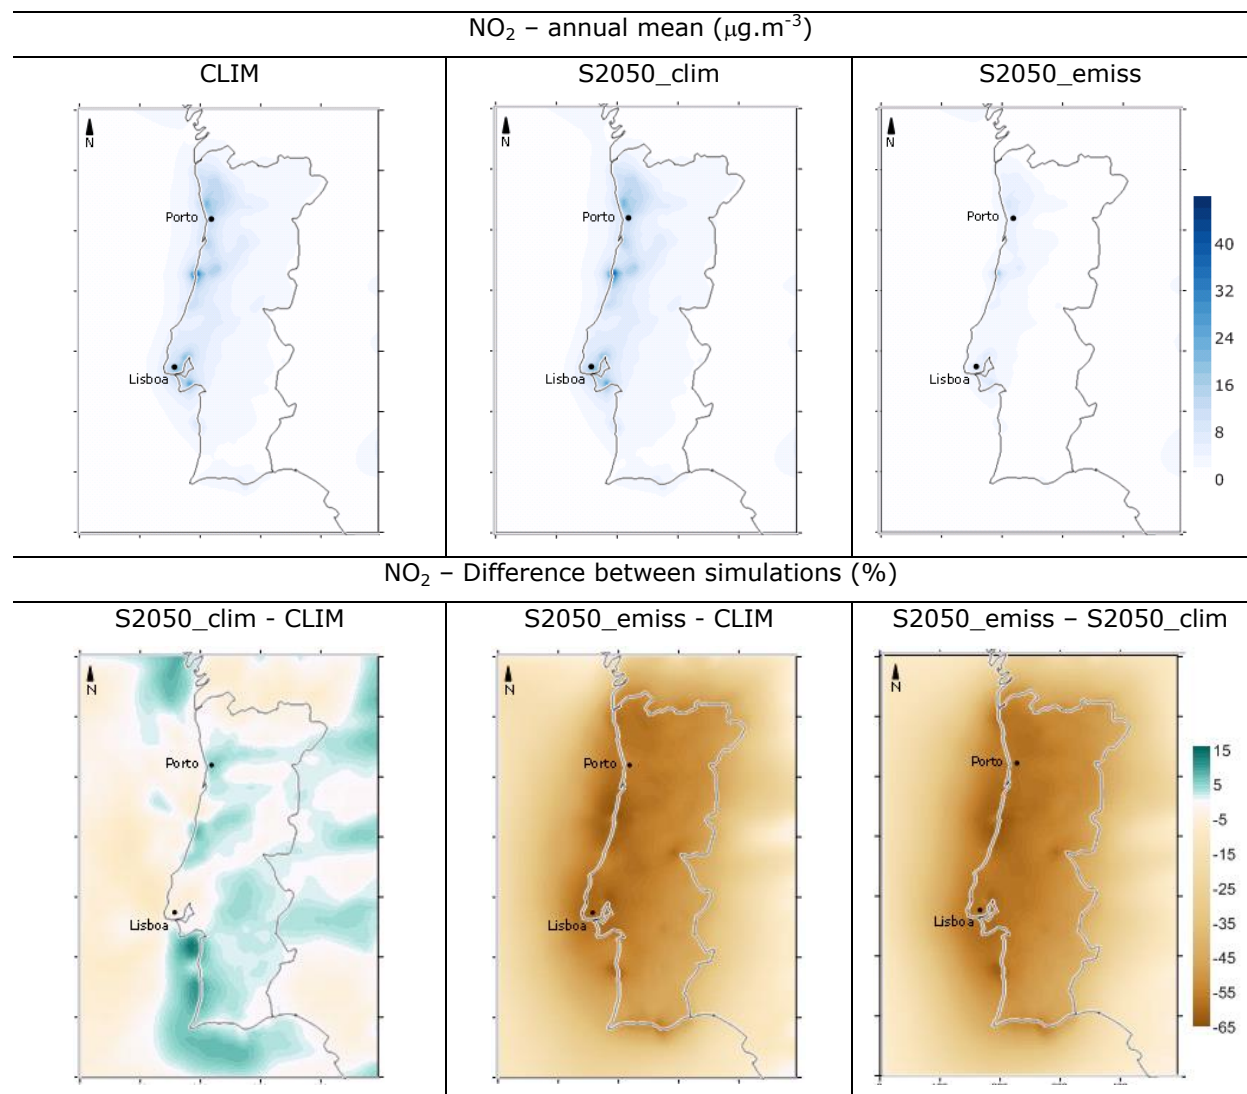 NO₂ – annual mean (μg.m⁻³)
CLIM
S2050_clim
S2050_emiss
N
Porto
Lisboa
N
Porto
Lisboa
N
Porto
Lisboa
40
32
24
16
8
0
NO₂ – Difference between simulations (%)
S2050_clim - CLIM
S2050_emiss - CLIM
S2050_emiss – S2050_clim
N
Porto
Lisboa
N
Porto
Lisboa
N
Porto
Lisboa
15
5
-5
-15
-25
-35
-45
-55
-65